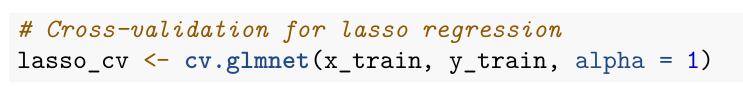 # Cross-validation for lasso regression
lasso_cv <- cv.glmnet(x_train, y_train, alpha = 1)